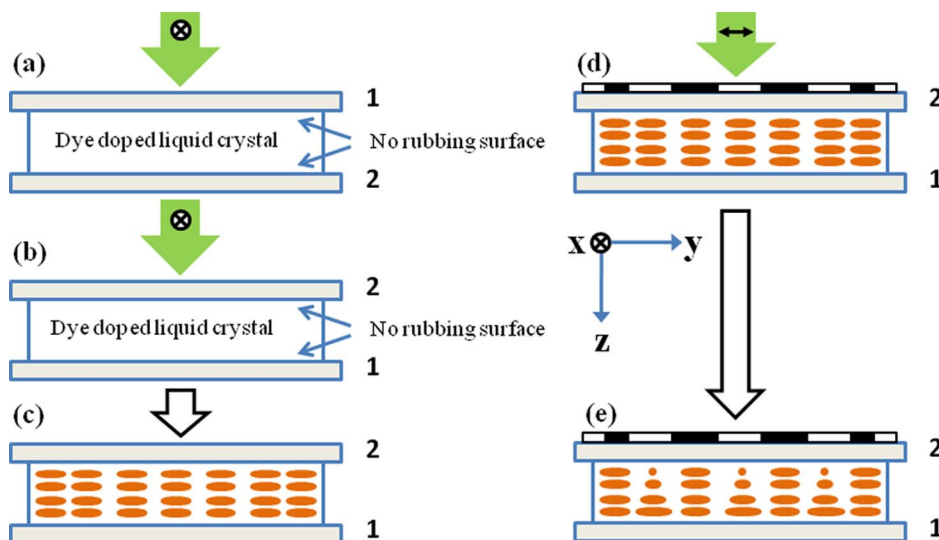 (a)
1
Dye doped liquid crystal
No rubbing surface
2
(b)
2
Dye doped liquid crystal
No rubbing surface
1
(c)
2
1
(d)
2
1
x
y
z
(e)
2
1